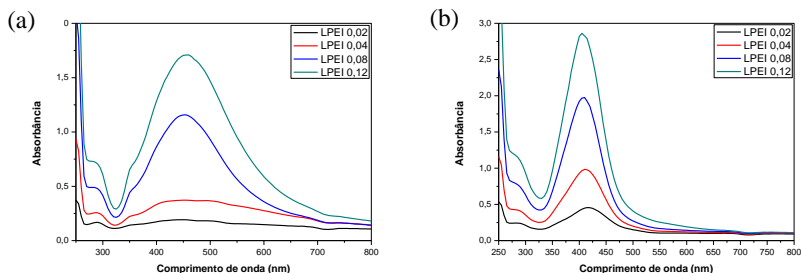 (a)
LPEI 0,02
LPEI 0,04
LPEI 0,08
LPEI 0,12
0
1,5
1,0
0,5
0,0
Absorbância
300 400 500 600 700 800
Comprimento de onda (nm)
(b)
LPEI 0,02
LPEI 0,04
LPEI 0,08
LPEI 0,12
3,0
2,5
2,0
1,5
1,0
0,5
0,0
Absorbância
250 300 350 400 450 500 550 600 650 700 750 800
Comprimento de onda (nm)